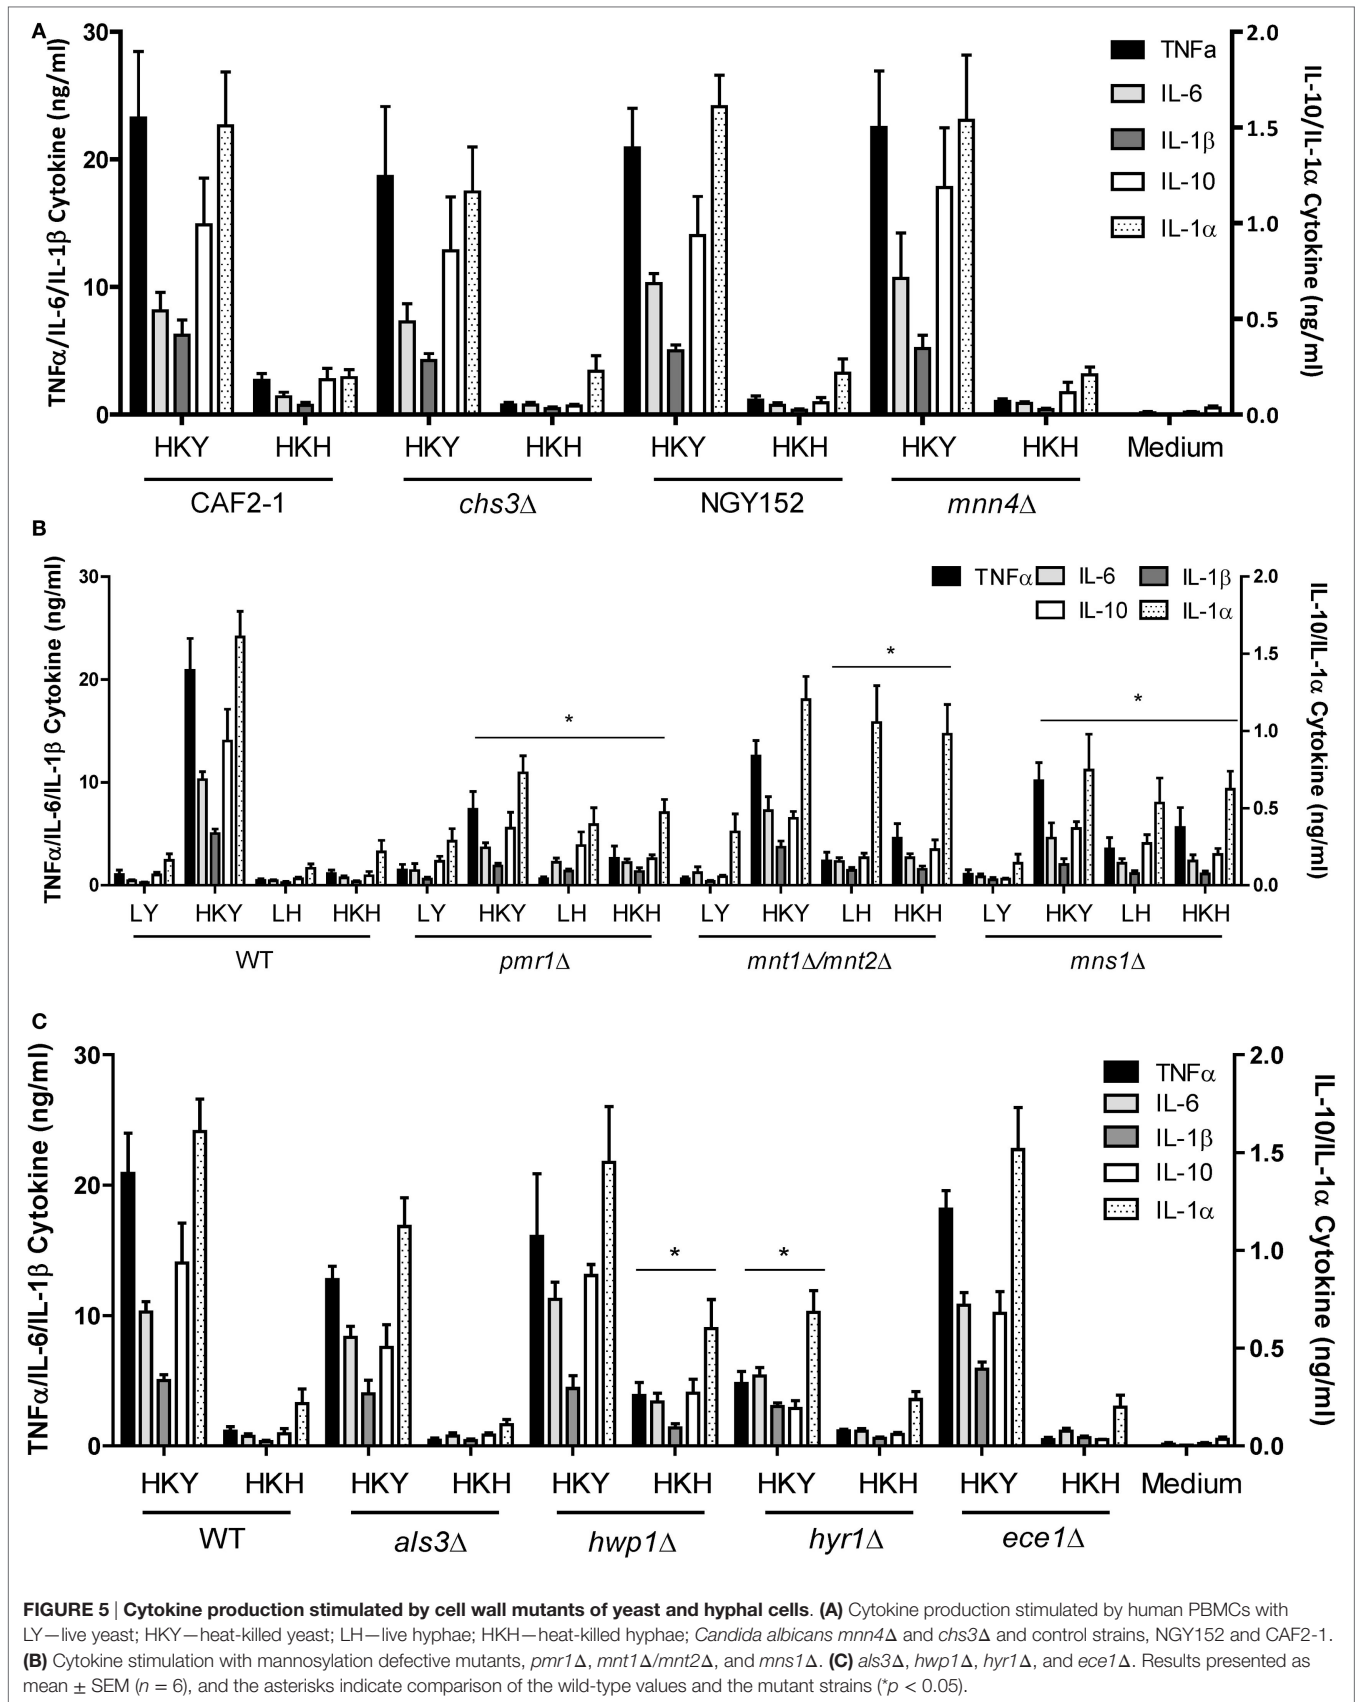 A
TNFα/IL-6/IL-1β Cytokine (ng/ml)
30
20
10
0
2.0
1.5
1.0
0.5
0.0
IL-10/IL-1α Cytokine (ng/ml)
TNFa
IL-6
IL-1β
IL-10
IL-1α
HKY HKH HKY HKH HKY HKH HKY HKH Medium
CAF2-1 chs3Δ NGY152 mnn4Δ
B
TNFα/IL-6/IL-1β Cytokine (ng/ml)
30
20
10
0
2.0
1.5
1.0
0.5
0.0
IL-10/IL-1α Cytokine (ng/ml)
TNFα IL-6 IL-1β
IL-10 IL-1α
*
*
*
LY HKY LH HKH LY HKY LH HKH LY HKY LH HKH LY HKY LH HKH
WT pmr1Δ mnt1Δ/mnt2Δ mns1Δ
C
TNFα/IL-6/IL-1β Cytokine (ng/ml)
30
20
10
0
2.0
1.5
1.0
0.5
0.0
IL-10/IL-1α Cytokine (ng/ml)
TNFα
IL-6
IL-1β
IL-10
IL-1α
* *
HKY HKH HKY HKH HKY HKH HKY HKH HKY HKH Medium
WT als3Δ hwp1Δ hyr1Δ ece1Δ
FIGURE 5 | Cytokine production stimulated by cell wall mutants of yeast and hyphal cells. (A) Cytokine production stimulated by human PBMCs with
LY—live yeast; HKY—heat-killed yeast; LH—live hyphae; HKH—heat-killed hyphae; Candida albicans mnn4Δ and chs3Δ and control strains, NGY152 and CAF2-1.
(B) Cytokine stimulation with mannosylation defective mutants, pmr1Δ, mnt1Δ/mnt2Δ, and mns1Δ. (C) als3Δ, hwp1Δ, hyr1Δ, and ece1Δ. Results presented as
mean ± SEM (n = 6), and the asterisks indicate comparison of the wild-type values and the mutant strains (*p < 0.05).